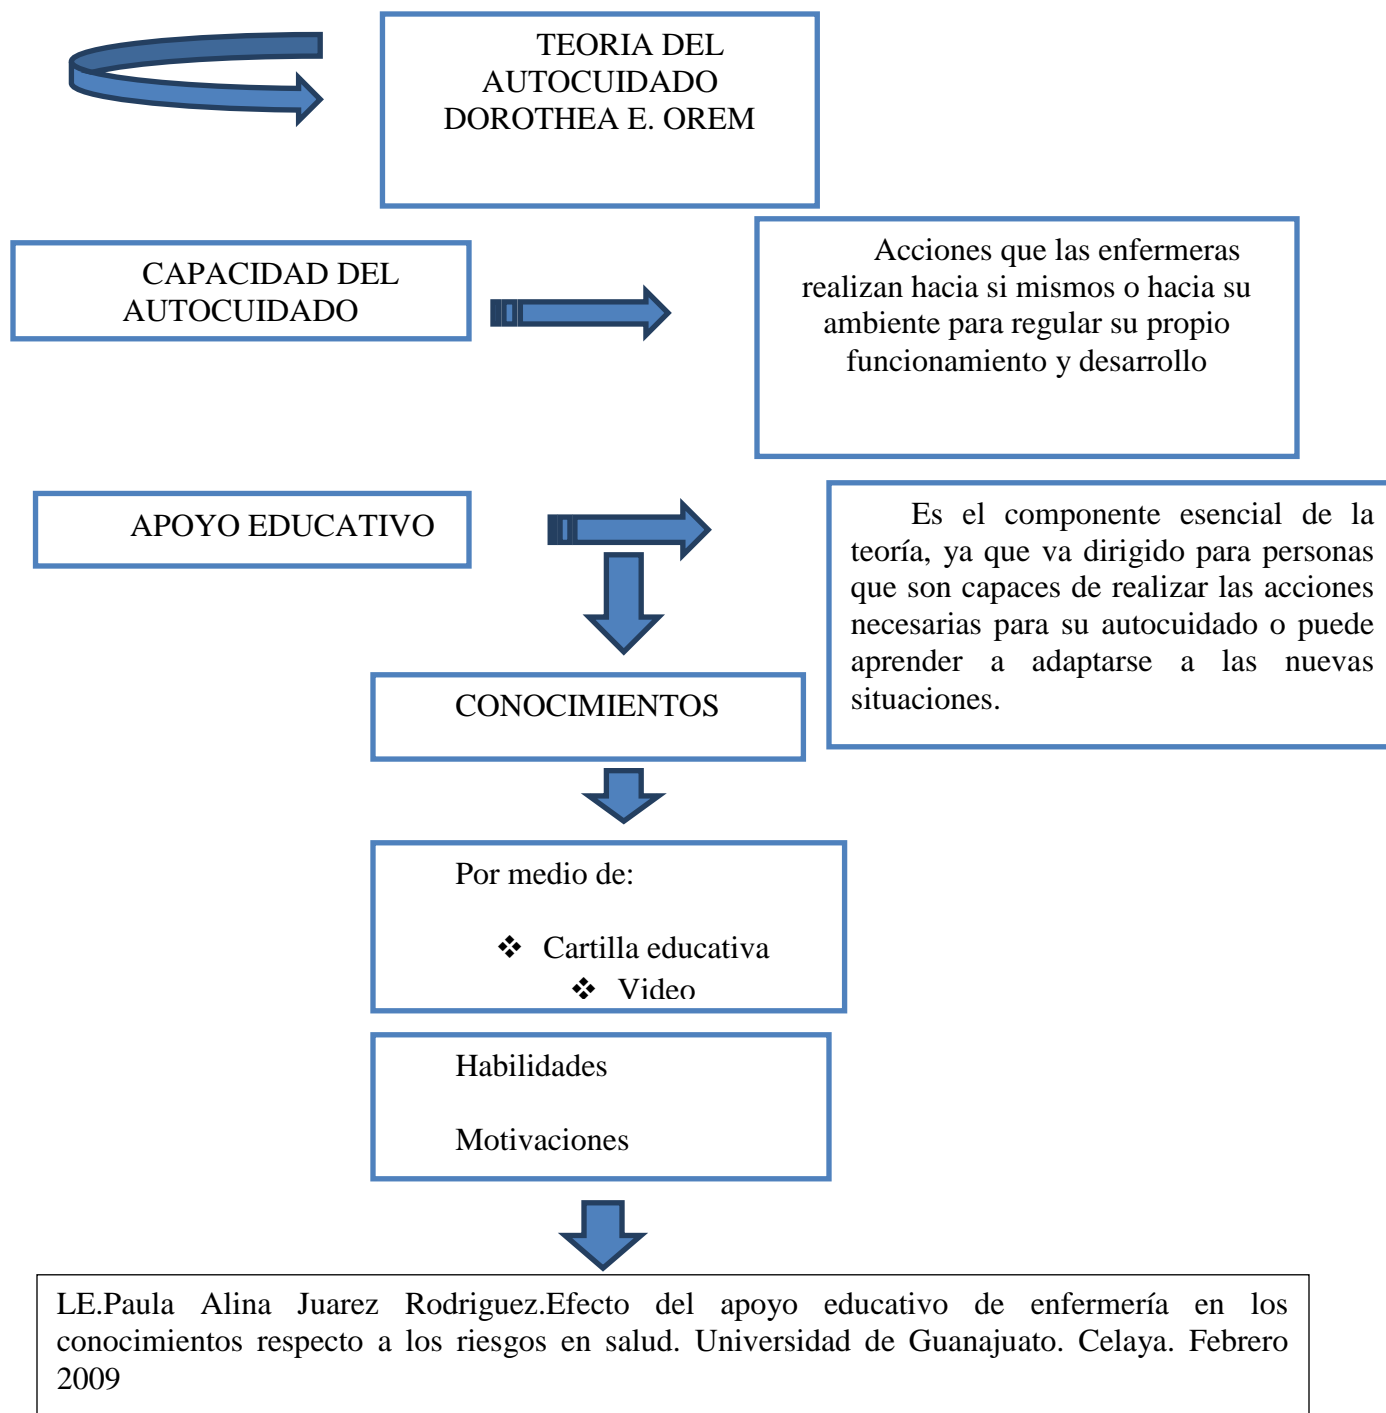 TEORIA DEL
AUTOCUIDADO
DOROTHEA E. OREM
CAPACIDAD DEL
AUTOCUIDADO
Acciones que las enfermeras
realizan hacia si mismos o hacia su
ambiente para regular su propio
funcionamiento y desarrollo
APOYO EDUCATIVO
Es el componente esencial de la
teoría, ya que va dirigido para personas
que son capaces de realizar las acciones
necesarias para su autocuidado o puede
aprender a adaptarse a las nuevas
situaciones.
CONOCIMIENTOS
Por medio de:
❖ Cartilla educativa
❖ Video
Habilidades
Motivaciones
LE.Paula Alina Juarez Rodriguez.Efecto del apoyo educativo de enfermería en los
conocimientos respecto a los riesgos en salud. Universidad de Guanajuato. Celaya. Febrero
2009